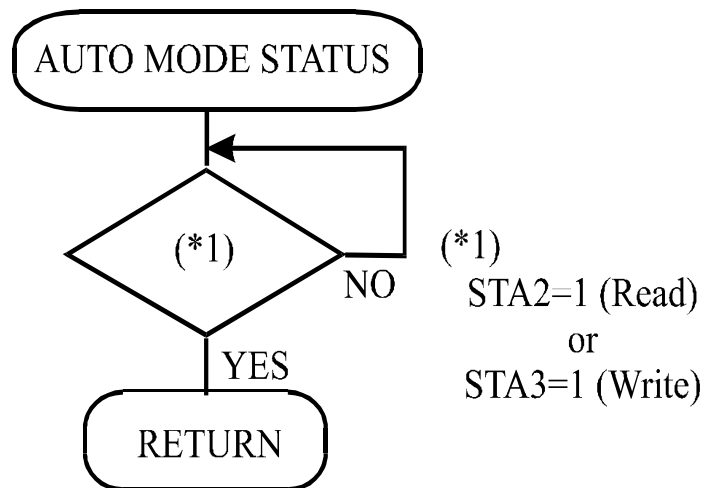 AUTO MODE STATUS
(*1)
NO
YES
RETURN
(*1)
STA2=1 (Read)
or
STA3=1 (Write)